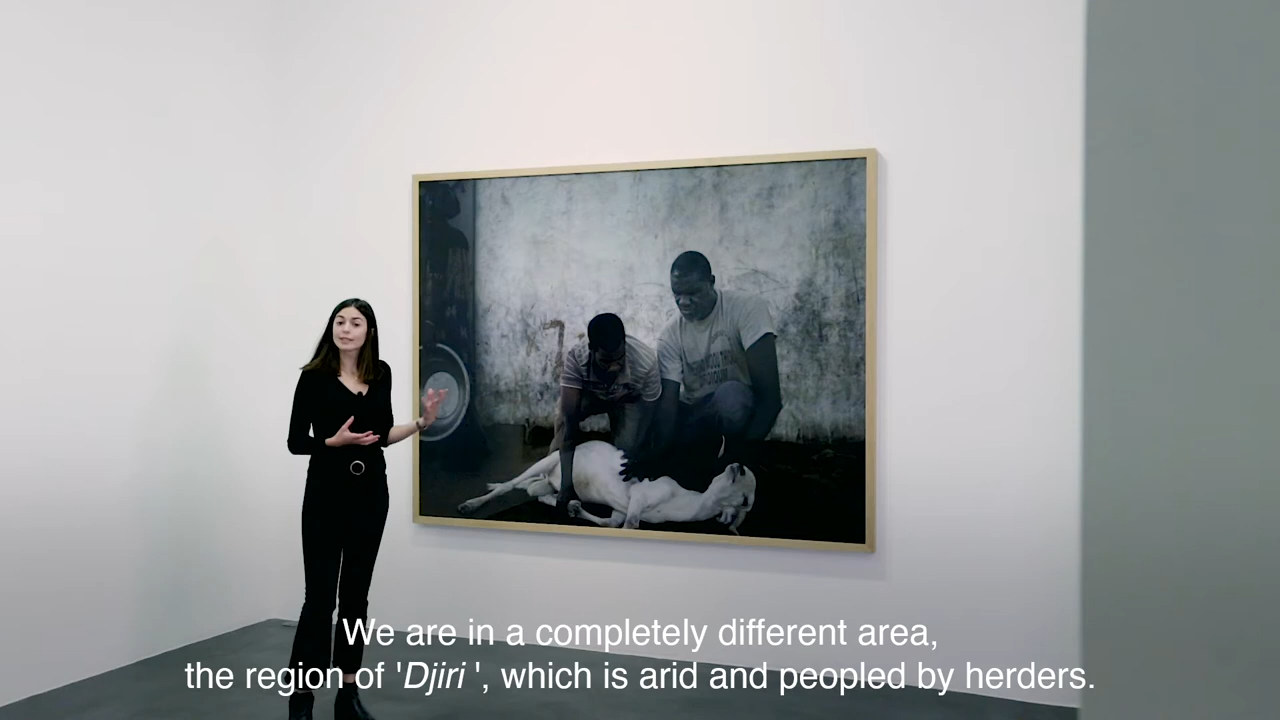 We are in a completely different area,
the region of 'Djiri ', which is arid and peopled by herders.